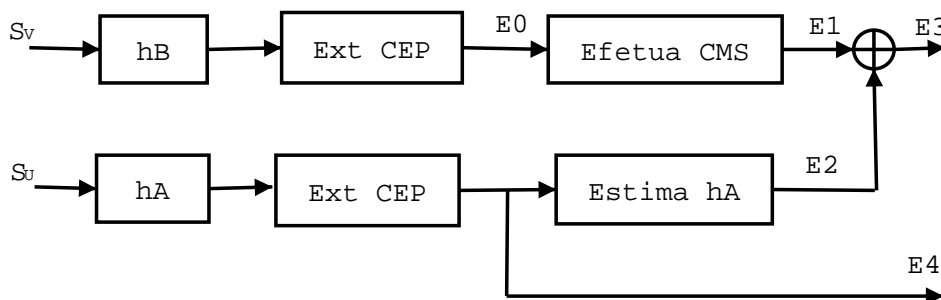 SV
hB
Ext CEP
E0
Efetua CMS
E1
E3
SU
hA
Ext CEP
Estima hA
E2
E4